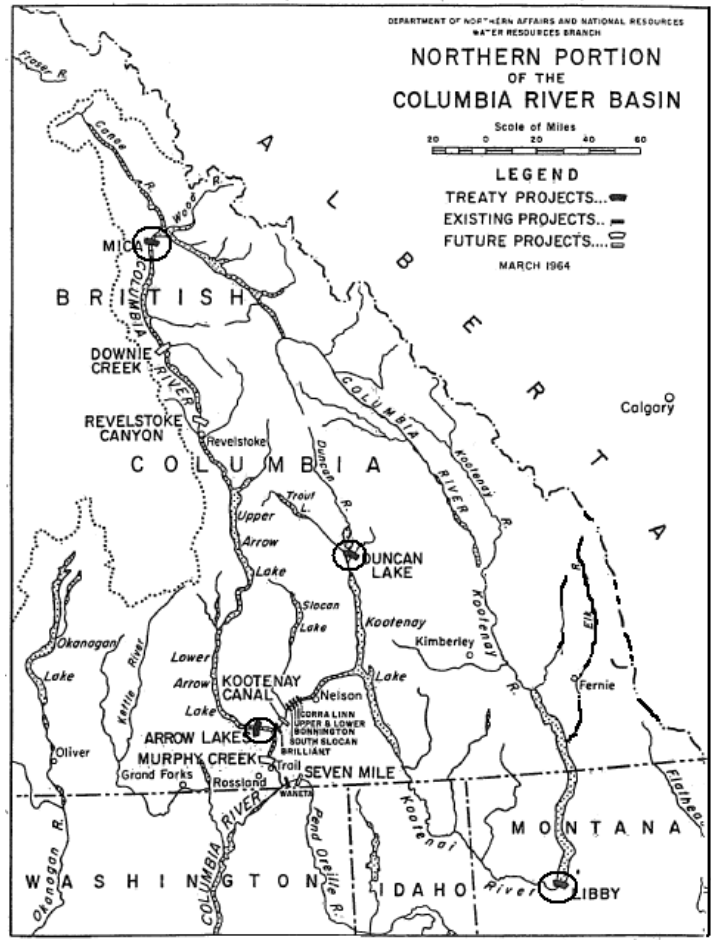 DEPARTMENT OF NORTHERN AFFAIRS AND NATIONAL RESOURCES
WATER RESOURCES BRANCH
NORTHERN PORTION
OF THE
COLUMBIA RIVER BASIN
Scale of Miles
20 0 20 40 60
LEGEND
TREATY PROJECTS...
EXISTING PROJECTS..
FUTURE PROJECTS....
MARCH 1964
Fraser R.
Canoe R.
Wood R.
ALBERTA
MICA
BRITISH
COLUMBIA
RIVER
DOWNIE
CREEK
REVELSTOKE
CANYON
Revelstoke
COLUMBIA
RIVER
Kootenay
R.
Calgary
COLUMBIA
Duncan
R.
Trout
L.
Upper
Arrow
Lake
DUNCAN
LAKE
Slocan
Lake
Kootenay
Lake
Kootenay
R.
Kimberley
Elk
R.
Fernie
Okanagan
Lake
Kettle River
Lower
Arrow
Lake
KOOTENAY
CANAL
Nelson
CORRA LINN
UPPER & LOWER
BONNINGTON
SOUTH SLOCAN
BRILLIANT
ARROW LAKES
MURPHY CREEK
Oliver
Trail
SEVEN MILE
Grand Forks
Rossland
WANETA
Flathead
Okanogan R.
COLUMBIA RIVER
Pend Oreille R.
Kootenai
River
MONTANA
WASHINGTON
IDAHO
LIBBY